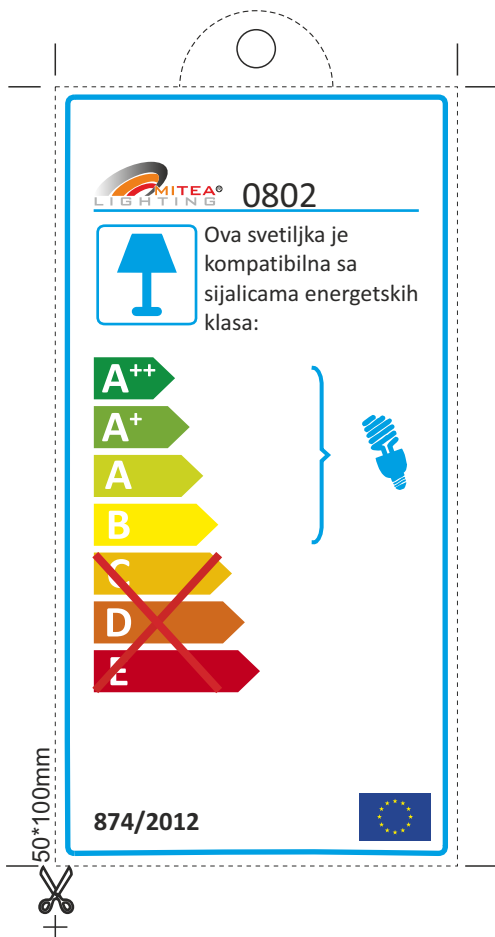 MITEA®
LIGHTING
0802
Ova svetiljka je
kompatibilna sa
sijalicama energetskih
klasa:
A++
A+
A
B
C
D
E
874/2012
50*100mm